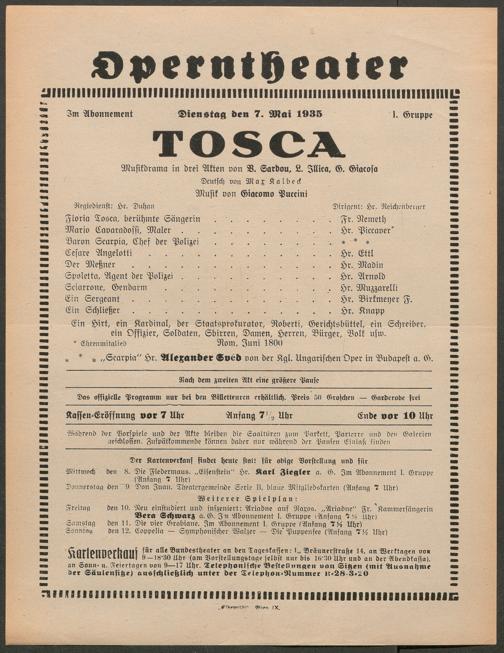 Operntheater
Im Abonnement Dienstag den 7. Mai 1935 1. Gruppe
TOSCA
Musikdrama in drei Akten von V. Sardou, L. Illica, G. Giacosa
Deutsch von Max Kalbeck
Musik von Giacomo Puccini
Regiedienst: Hr. Duhan Dirigent: Hr. Reichenberger
Floria Tosca, berühmte Sängerin Fr. Nemeth
Mario Cavaradossi, Maler Hr. Piccaver*
Baron Scarpia, Chef der Polizei * * *
Cesare Angelotti Hr. Ettl
Der Meßner Hr. Madin
Spoletta, Agent der Polizei Hr. Arnold
Sciarrone, Gendarm Hr. Muzzarelli
Ein Sergeant Hr. Birkmeyer F.
Ein Schließer Hr. Knapp
Ein Hirt, ein Kardinal, der Staatsprokurator, Roberti, Gerichtsbüttel, ein Schreiber,
ein Offizier, Soldaten, Sbirren, Damen, Herren, Bürger, Volk usw.
* Ehrenmitglied Rom, Juni 1800
* * * „Scarpia" Hr. Alexander Svéd von der Kgl. Ungarischen Oper in Budapest a. G.
Nach dem zweiten Akt eine größere Pause
Das offizielle Programm nur bei den Billetteuren erhältlich. Preis 50 Groschen — Garderobe frei
Kassen-Eröffnung vor 7 Uhr Anfang 7½ Uhr Ende vor 10 Uhr
Während der Vorspiele und der Akte bleiben die Saaltüren zum Parkett, Parterre und den Galerien
geschlossen. Zuspätkommende können daher nur während der Pausen Einlaß finden
Der Kartenverkauf findet heute statt für obige Vorstellung und für
Mittwoch den 8. Die Fledermaus. „Eisenstein" Hr. Karl Ziegler a. G. Im Abonnement 1. Gruppe
(Anfang 7 Uhr)
Donnerstag den 9. Don Juan. Theatergemeinde Serie B, blaue Mitgliedskarten (Anfang 7 Uhr)
Weiterer Spielplan:
Freitag den 10. Neu einstudiert und inszeniert: Ariadne auf Naxos. „Ariadne" Fr. Kammersängerin
Vera Schwarz a. G. Im Abonnement 1. Gruppe (Anfang 7½ Uhr)
Samstag den 11. Die vier Grobiane. Im Abonnement 1. Gruppe (Anfang 7½ Uhr)
Sonntag den 12. Coppelia — Symphonischer Walzer — Die Puppenfee (Anfang 7½ Uhr)
Kartenverkauf für alle Bundestheater an den Tageskassen: I., Bräunerstraße 14, an Werktagen von
9—18:30 Uhr (am Vorstellungstage selbst nur bis 16:30 Uhr und an der Abendkassa),
an Sonn- u. Feiertagen von 9—17 Uhr. Telephonische Bestellungen von Sitzen (mit Ausnahme
der Säulensitze) ausschließlich unter der Telephon-Nummer R-28-3-20
Wien IX.